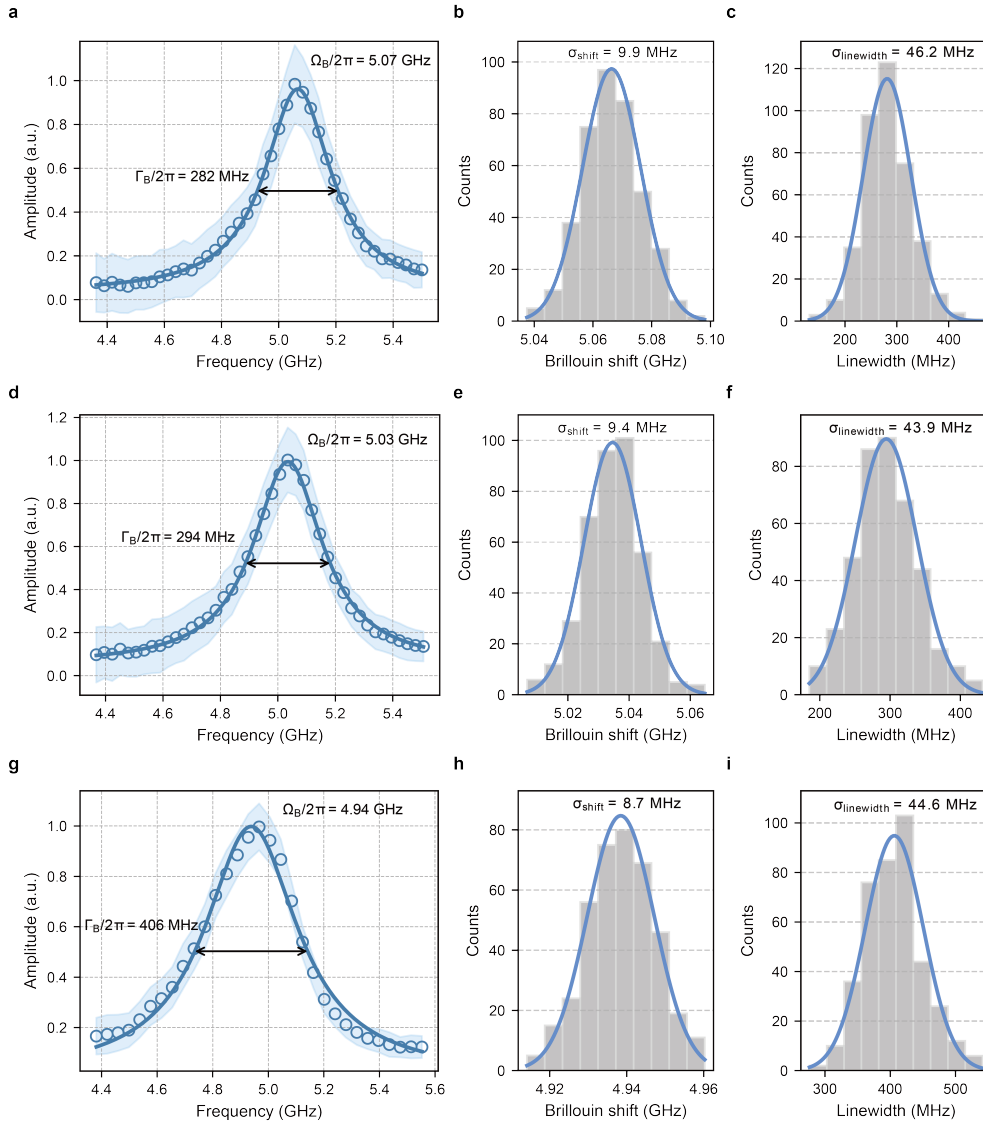 a
Ω_B/2π = 5.07 GHz
Γ_B/2π = 282 MHz
Amplitude (a.u.)
1.0
0.8
0.6
0.4
0.2
0.0
4.4 4.6 4.8 5.0 5.2 5.4
Frequency (GHz)
b
σ_shift = 9.9 MHz
Counts
100
80
60
40
20
0
5.04 5.06 5.08 5.10
Brillouin shift (GHz)
c
σ_linewidth = 46.2 MHz
Counts
120
100
80
60
40
20
0
200 300 400
Linewidth (MHz)
d
Ω_B/2π = 5.03 GHz
Γ_B/2π = 294 MHz
Amplitude (a.u.)
1.2
1.0
0.8
0.6
0.4
0.2
0.0
4.4 4.6 4.8 5.0 5.2 5.4
Frequency (GHz)
e
σ_shift = 9.4 MHz
Counts
100
80
60
40
20
0
5.02 5.04 5.06
Brillouin shift (GHz)
f
σ_linewidth = 43.9 MHz
Counts
80
60
40
20
0
200 300 400
Linewidth (MHz)
g
Ω_B/2π = 4.94 GHz
Γ_B/2π = 406 MHz
Amplitude (a.u.)
1.0
0.8
0.6
0.4
0.2
4.4 4.6 4.8 5.0 5.2 5.4 5.6
Frequency (GHz)
h
σ_shift = 8.7 MHz
Counts
80
60
40
20
0
4.92 4.94 4.96
Brillouin shift (GHz)
i
σ_linewidth = 44.6 MHz
Counts
100
80
60
40
20
0
300 400 500
Linewidth (MHz)